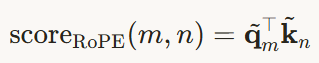 score_RoPE(m, n) = q̃_m^⊤ k̃_n